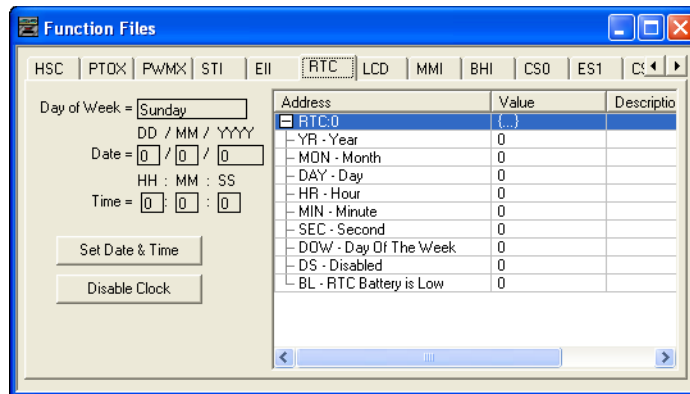 Function Files
HSC PTOX PWMX STI EII RTC LCD MMI BHI CS0 ES1
Day of Week = Sunday
DD / MM / YYYY
Date = 0 / 0 / 0
HH : MM : SS
Time = 0 : 0 : 0
Set Date & Time
Disable Clock
Address Value Descriptio
RTC:0 {...}
YR - Year 0
MON - Month 0
DAY - Day 0
HR - Hour 0
MIN - Minute 0
SEC - Second 0
DOW - Day Of The Week 0
DS - Disabled 0
BL - RTC Battery is Low 0